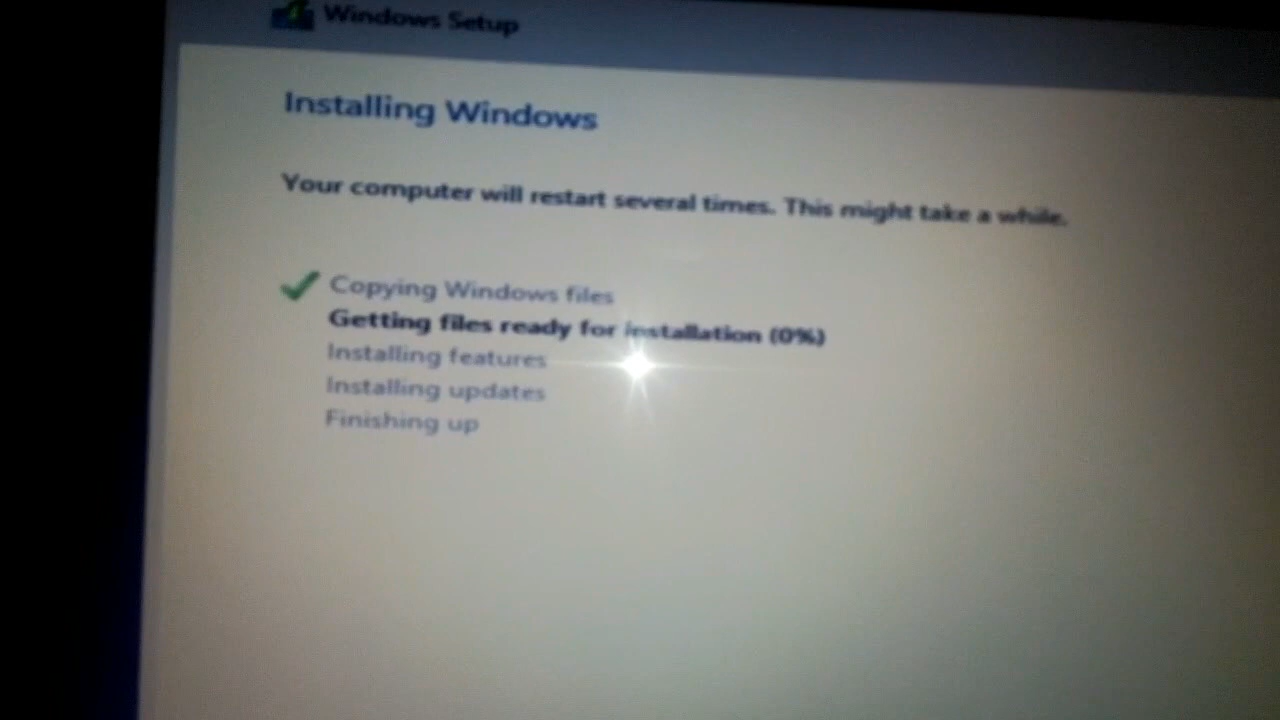 Windows Setup
Installing Windows
Your computer will restart several times. This might take a while.
Copying Windows files
Getting files ready for installation (0%)
Installing features
Installing updates
Finishing up